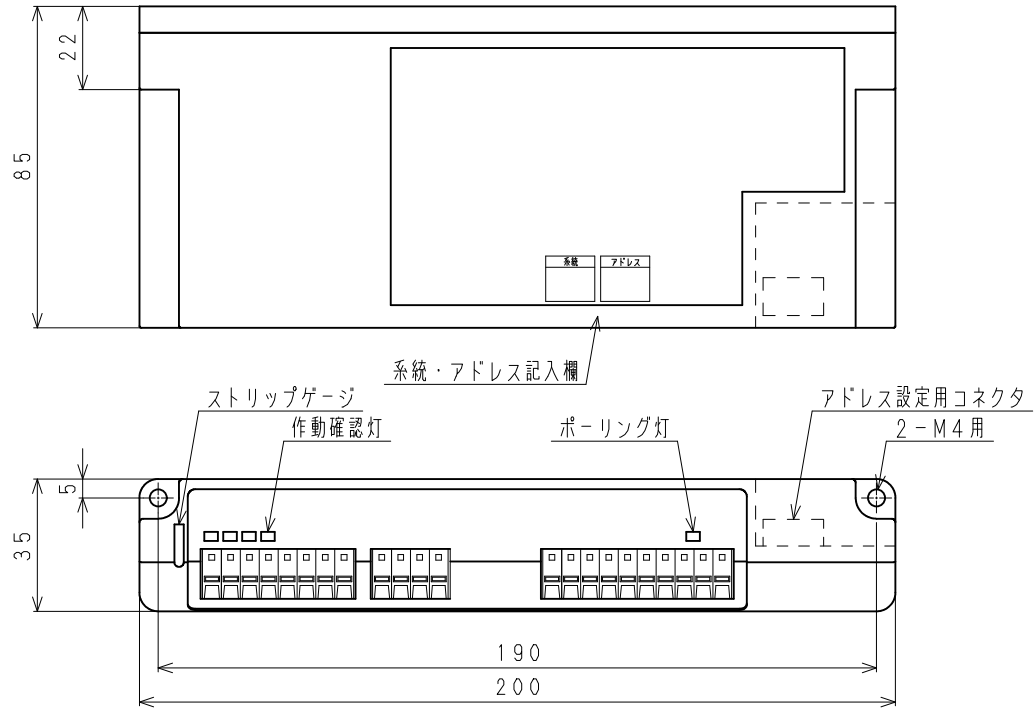 22
85
系統 アドレス
系統・アドレス記入欄
ストリップゲージ
作動確認灯
ポーリング灯
アドレス設定用コネクタ
2-M4用
5
35
190
200